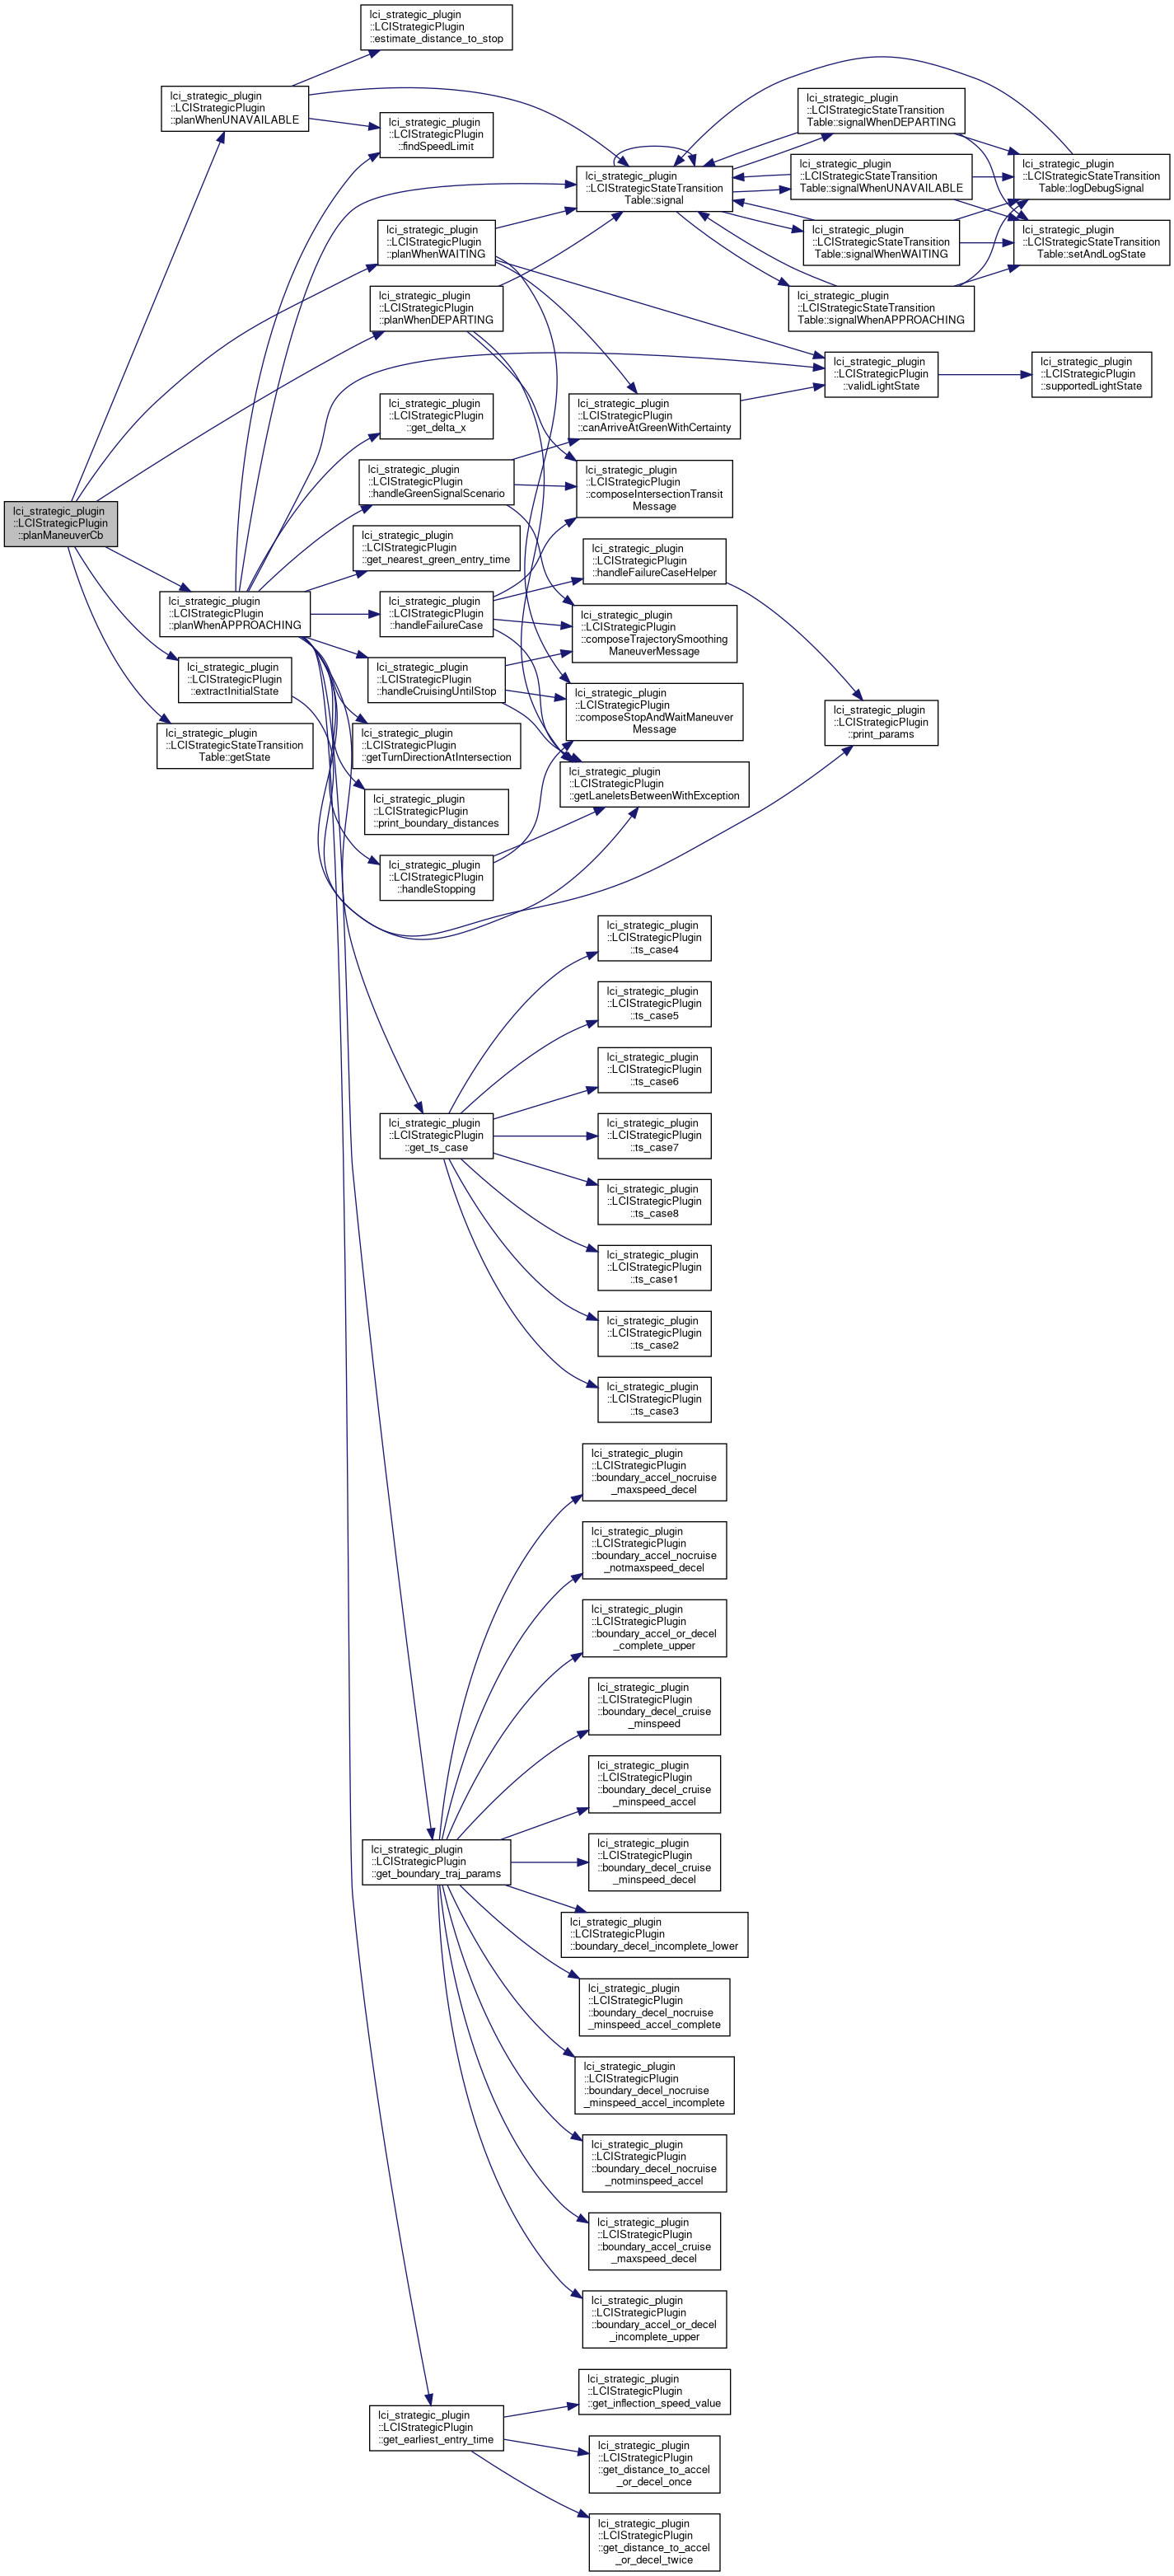 lci_strategic_plugin
::LCIStrategicPlugin
::estimate_distance_to_stop
lci_strategic_plugin
::LCIStrategicPlugin
::planWhenUNAVAILABLE
lci_strategic_plugin
::LCIStrategicPlugin
::findSpeedLimit
lci_strategic_plugin
::LCIStrategicStateTransition
Table::signal
lci_strategic_plugin
::LCIStrategicStateTransition
Table::signalWhenDEPARTING
lci_strategic_plugin
::LCIStrategicStateTransition
Table::signalWhenUNAVAILABLE
lci_strategic_plugin
::LCIStrategicStateTransition
Table::logDebugSignal
lci_strategic_plugin
::LCIStrategicStateTransition
Table::signalWhenWAITING
lci_strategic_plugin
::LCIStrategicStateTransition
Table::setAndLogState
lci_strategic_plugin
::LCIStrategicStateTransition
Table::signalWhenAPPROACHING
lci_strategic_plugin
::LCIStrategicPlugin
::planWhenWAITING
lci_strategic_plugin
::LCIStrategicPlugin
::planWhenDEPARTING
lci_strategic_plugin
::LCIStrategicPlugin
::validLightState
lci_strategic_plugin
::LCIStrategicPlugin
::supportedLightState
lci_strategic_plugin
::LCIStrategicPlugin
::get_delta_x
lci_strategic_plugin
::LCIStrategicPlugin
::canArriveAtGreenWithCertainty
lci_strategic_plugin
::LCIStrategicPlugin
::handleGreenSignalScenario
lci_strategic_plugin
::LCIStrategicPlugin
::composeIntersectionTransit
Message
lci_strategic_plugin
::LCIStrategicPlugin
::planManeuverCb
lci_strategic_plugin
::LCIStrategicPlugin
::get_nearest_green_entry_time
lci_strategic_plugin
::LCIStrategicPlugin
::handleFailureCaseHelper
lci_strategic_plugin
::LCIStrategicPlugin
::planWhenAPPROACHING
lci_strategic_plugin
::LCIStrategicPlugin
::handleFailureCase
lci_strategic_plugin
::LCIStrategicPlugin
::composeTrajectorySmoothing
ManeuverMessage
lci_strategic_plugin
::LCIStrategicPlugin
::extractInitialState
lci_strategic_plugin
::LCIStrategicPlugin
::handleCruisingUntilStop
lci_strategic_plugin
::LCIStrategicPlugin
::composeStopAndWaitManeuver
Message
lci_strategic_plugin
::LCIStrategicPlugin
::print_params
lci_strategic_plugin
::LCIStrategicStateTransition
Table::getState
lci_strategic_plugin
::LCIStrategicPlugin
::getTurnDirectionAtIntersection
lci_strategic_plugin
::LCIStrategicPlugin
::getLaneletsBetweenWithException
lci_strategic_plugin
::LCIStrategicPlugin
::print_boundary_distances
lci_strategic_plugin
::LCIStrategicPlugin
::handleStopping
lci_strategic_plugin
::LCIStrategicPlugin
::ts_case4
lci_strategic_plugin
::LCIStrategicPlugin
::ts_case5
lci_strategic_plugin
::LCIStrategicPlugin
::ts_case6
lci_strategic_plugin
::LCIStrategicPlugin
::get_ts_case
lci_strategic_plugin
::LCIStrategicPlugin
::ts_case7
lci_strategic_plugin
::LCIStrategicPlugin
::ts_case8
lci_strategic_plugin
::LCIStrategicPlugin
::ts_case1
lci_strategic_plugin
::LCIStrategicPlugin
::ts_case2
lci_strategic_plugin
::LCIStrategicPlugin
::ts_case3
lci_strategic_plugin
::LCIStrategicPlugin
::boundary_accel_nocruise
_maxspeed_decel
lci_strategic_plugin
::LCIStrategicPlugin
::boundary_accel_nocruise
_notmaxspeed_decel
lci_strategic_plugin
::LCIStrategicPlugin
::boundary_accel_or_decel
_complete_upper
lci_strategic_plugin
::LCIStrategicPlugin
::boundary_decel_cruise
_minspeed
lci_strategic_plugin
::LCIStrategicPlugin
::boundary_decel_cruise
_minspeed_accel
lci_strategic_plugin
::LCIStrategicPlugin
::get_boundary_traj_params
lci_strategic_plugin
::LCIStrategicPlugin
::boundary_decel_cruise
_minspeed_decel
lci_strategic_plugin
::LCIStrategicPlugin
::boundary_decel_incomplete_lower
lci_strategic_plugin
::LCIStrategicPlugin
::boundary_decel_nocruise
_minspeed_accel_complete
lci_strategic_plugin
::LCIStrategicPlugin
::boundary_decel_nocruise
_minspeed_accel_incomplete
lci_strategic_plugin
::LCIStrategicPlugin
::boundary_decel_nocruise
_notminspeed_accel
lci_strategic_plugin
::LCIStrategicPlugin
::boundary_accel_cruise
_maxspeed_decel
lci_strategic_plugin
::LCIStrategicPlugin
::boundary_accel_or_decel
_incomplete_upper
lci_strategic_plugin
::LCIStrategicPlugin
::get_inflection_speed_value
lci_strategic_plugin
::LCIStrategicPlugin
::get_earliest_entry_time
lci_strategic_plugin
::LCIStrategicPlugin
::get_distance_to_accel
_or_decel_once
lci_strategic_plugin
::LCIStrategicPlugin
::get_distance_to_accel
_or_decel_twice